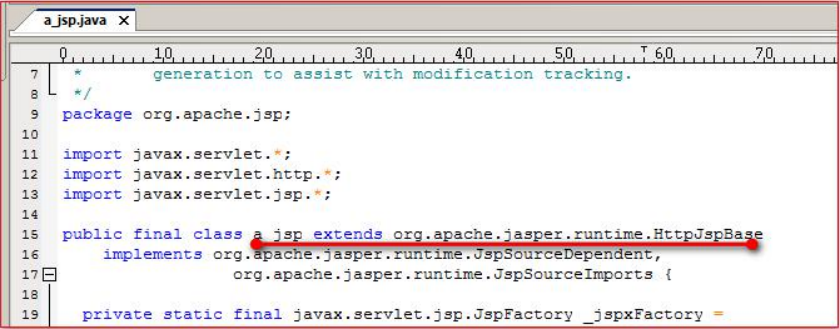 a_jsp.java X
0 10 20 30 40 50 60 70
7 * generation to assist with modification tracking.
8 */
9 package org.apache.jsp;
10
11 import javax.servlet.*;
12 import javax.servlet.http.*;
13 import javax.servlet.jsp.*;
14
15 public final class a_jsp extends org.apache.jasper.runtime.HttpJspBase
16 implements org.apache.jasper.runtime.JspSourceDependent,
17 org.apache.jasper.runtime.JspSourceImports {
18
19 private static final javax.servlet.jsp.JspFactory _jspxFactory =